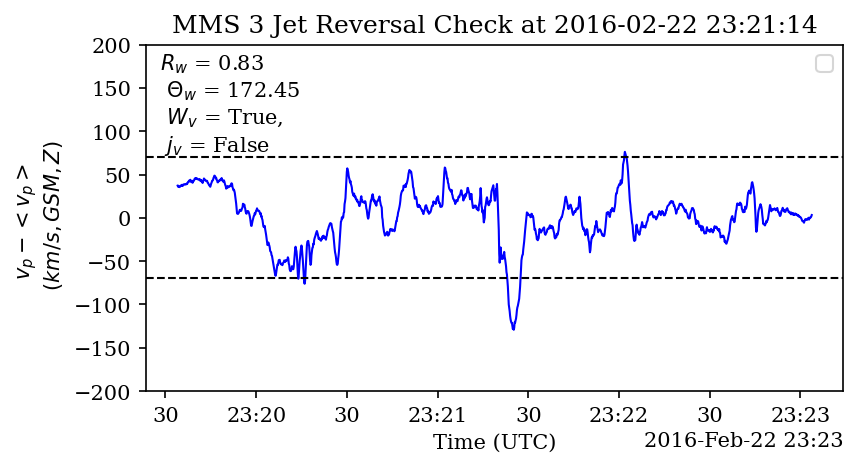 MMS 3 Jet Reversal Check at 2016-02-22 23:21:14
200
150
100
50
0
−50
−100
−150
−200
v_p − <v_p>
(km/s, GSM, Z)
R_w = 0.83
Θ_w = 172.45
W_v = True,
j_v = False
30 23:20 30 23:21 30 23:22 30 23:23
Time (UTC)
2016-Feb-22 23:23